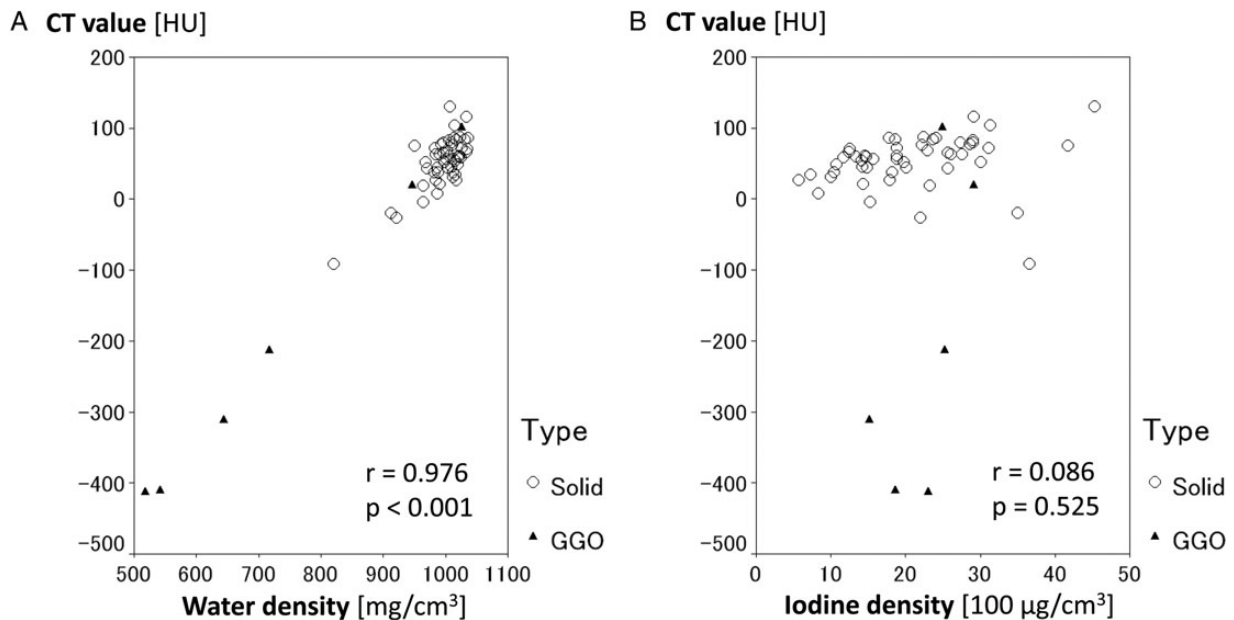 A CT value [HU]
200
100
0
−100
−200
−300
−400
−500
500 600 700 800 900 1000 1100
Water density [mg/cm³]
r = 0.976
p < 0.001
Type
Solid
GGO
B CT value [HU]
200
100
0
−100
−200
−300
−400
−500
0 10 20 30 40 50
Iodine density [100 µg/cm³]
r = 0.086
p = 0.525
Type
Solid
GGO